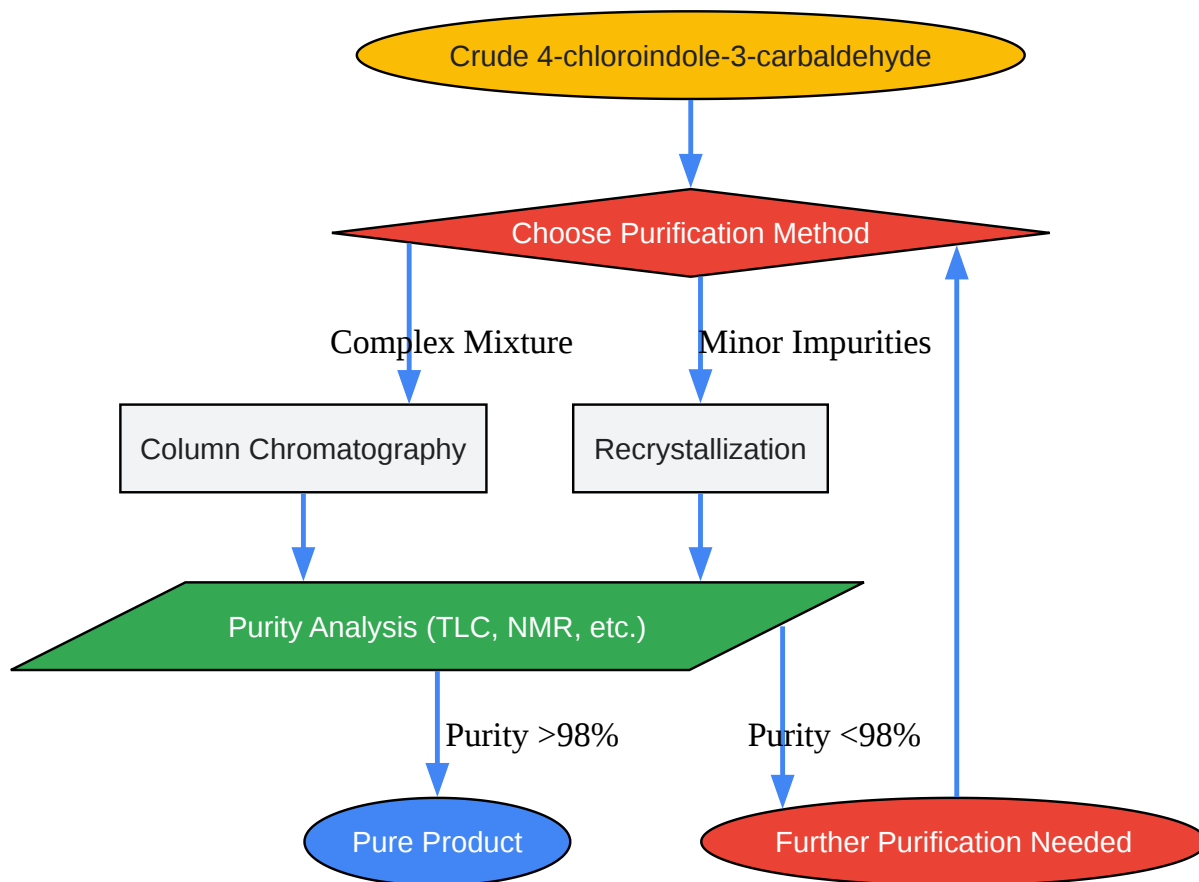 Crude 4-chloroindole-3-carbaldehyde
Choose Purification Method
Complex Mixture
Minor Impurities
Column Chromatography
Recrystallization
Purity Analysis (TLC, NMR, etc.)
Purity >98%
Purity <98%
Pure Product
Further Purification Needed